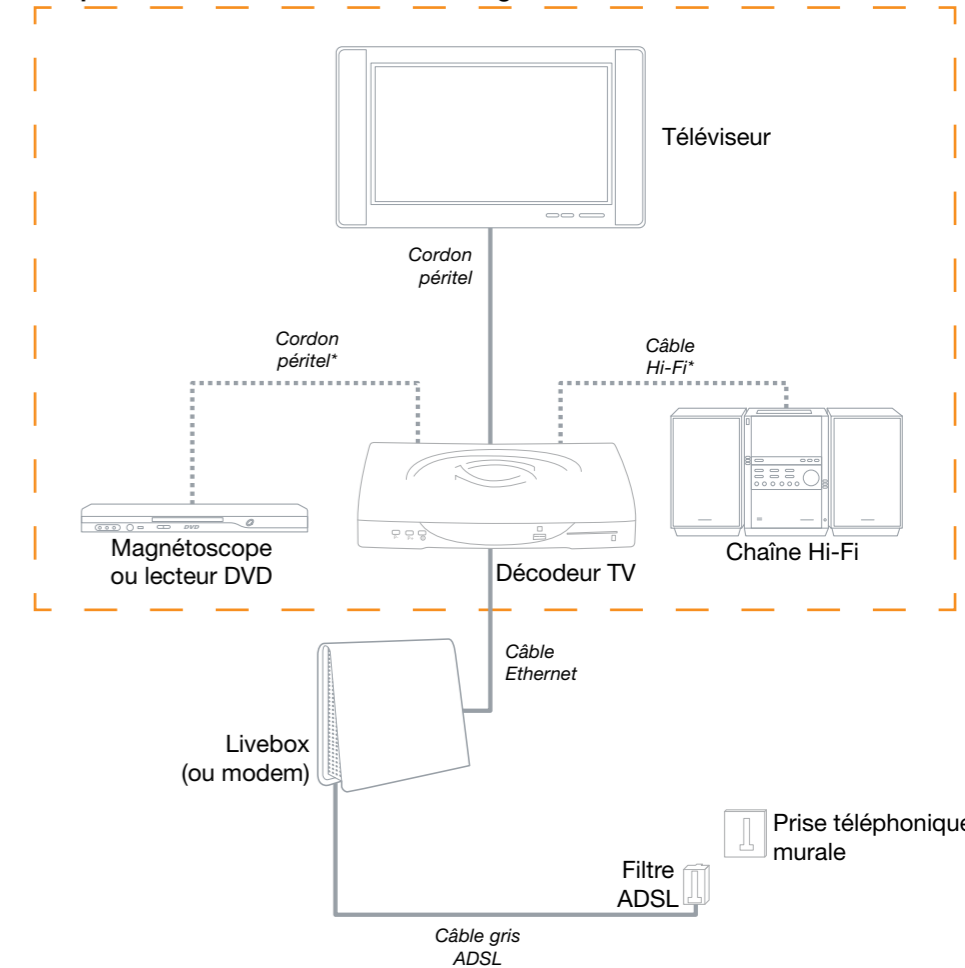 Téléviseur
Cordon
péritel
Cordon
péritel*
Câble
Hi-Fi*
DVD
Magnétoscope
ou lecteur DVD
Décodeur TV
Chaîne Hi-Fi
Câble
Ethernet
Livebox
(ou modem)
Prise téléphonique
murale
Filtre
ADSL
Câble gris
ADSL